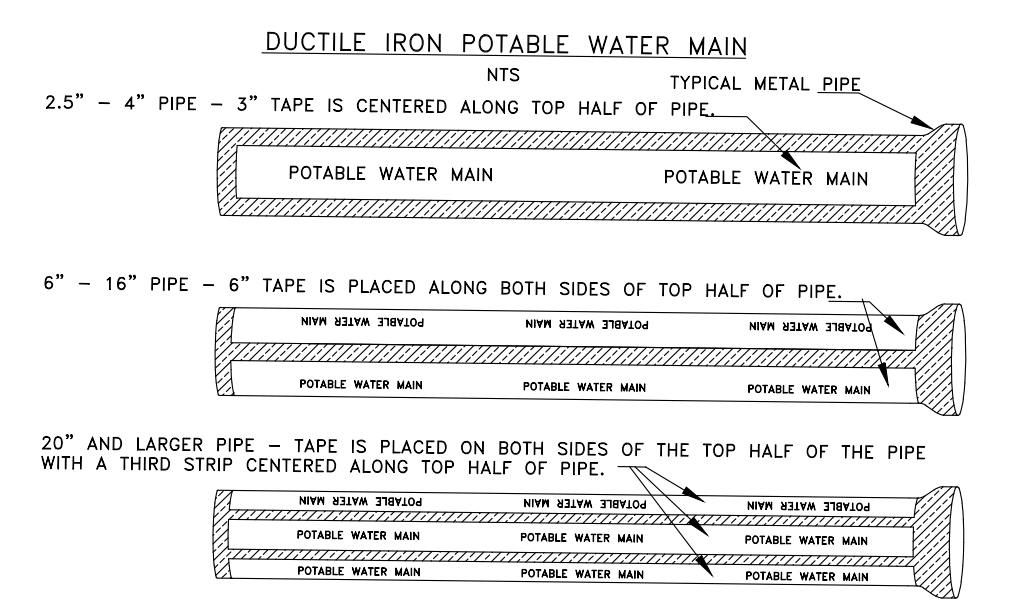 DUCTILE IRON POTABLE WATER MAIN
NTS
TYPICAL METAL PIPE
2.5" - 4" PIPE - 3" TAPE IS CENTERED ALONG TOP HALF OF PIPE.
POTABLE WATER MAIN POTABLE WATER MAIN
6" - 16" PIPE - 6" TAPE IS PLACED ALONG BOTH SIDES OF TOP HALF OF PIPE.
POTABLE WATER MAIN POTABLE WATER MAIN POTABLE WATER MAIN
POTABLE WATER MAIN POTABLE WATER MAIN POTABLE WATER MAIN
20" AND LARGER PIPE - TAPE IS PLACED ON BOTH SIDES OF THE TOP HALF OF THE PIPE
WITH A THIRD STRIP CENTERED ALONG TOP HALF OF PIPE.
POTABLE WATER MAIN POTABLE WATER MAIN POTABLE WATER MAIN
POTABLE WATER MAIN POTABLE WATER MAIN POTABLE WATER MAIN
POTABLE WATER MAIN POTABLE WATER MAIN POTABLE WATER MAIN